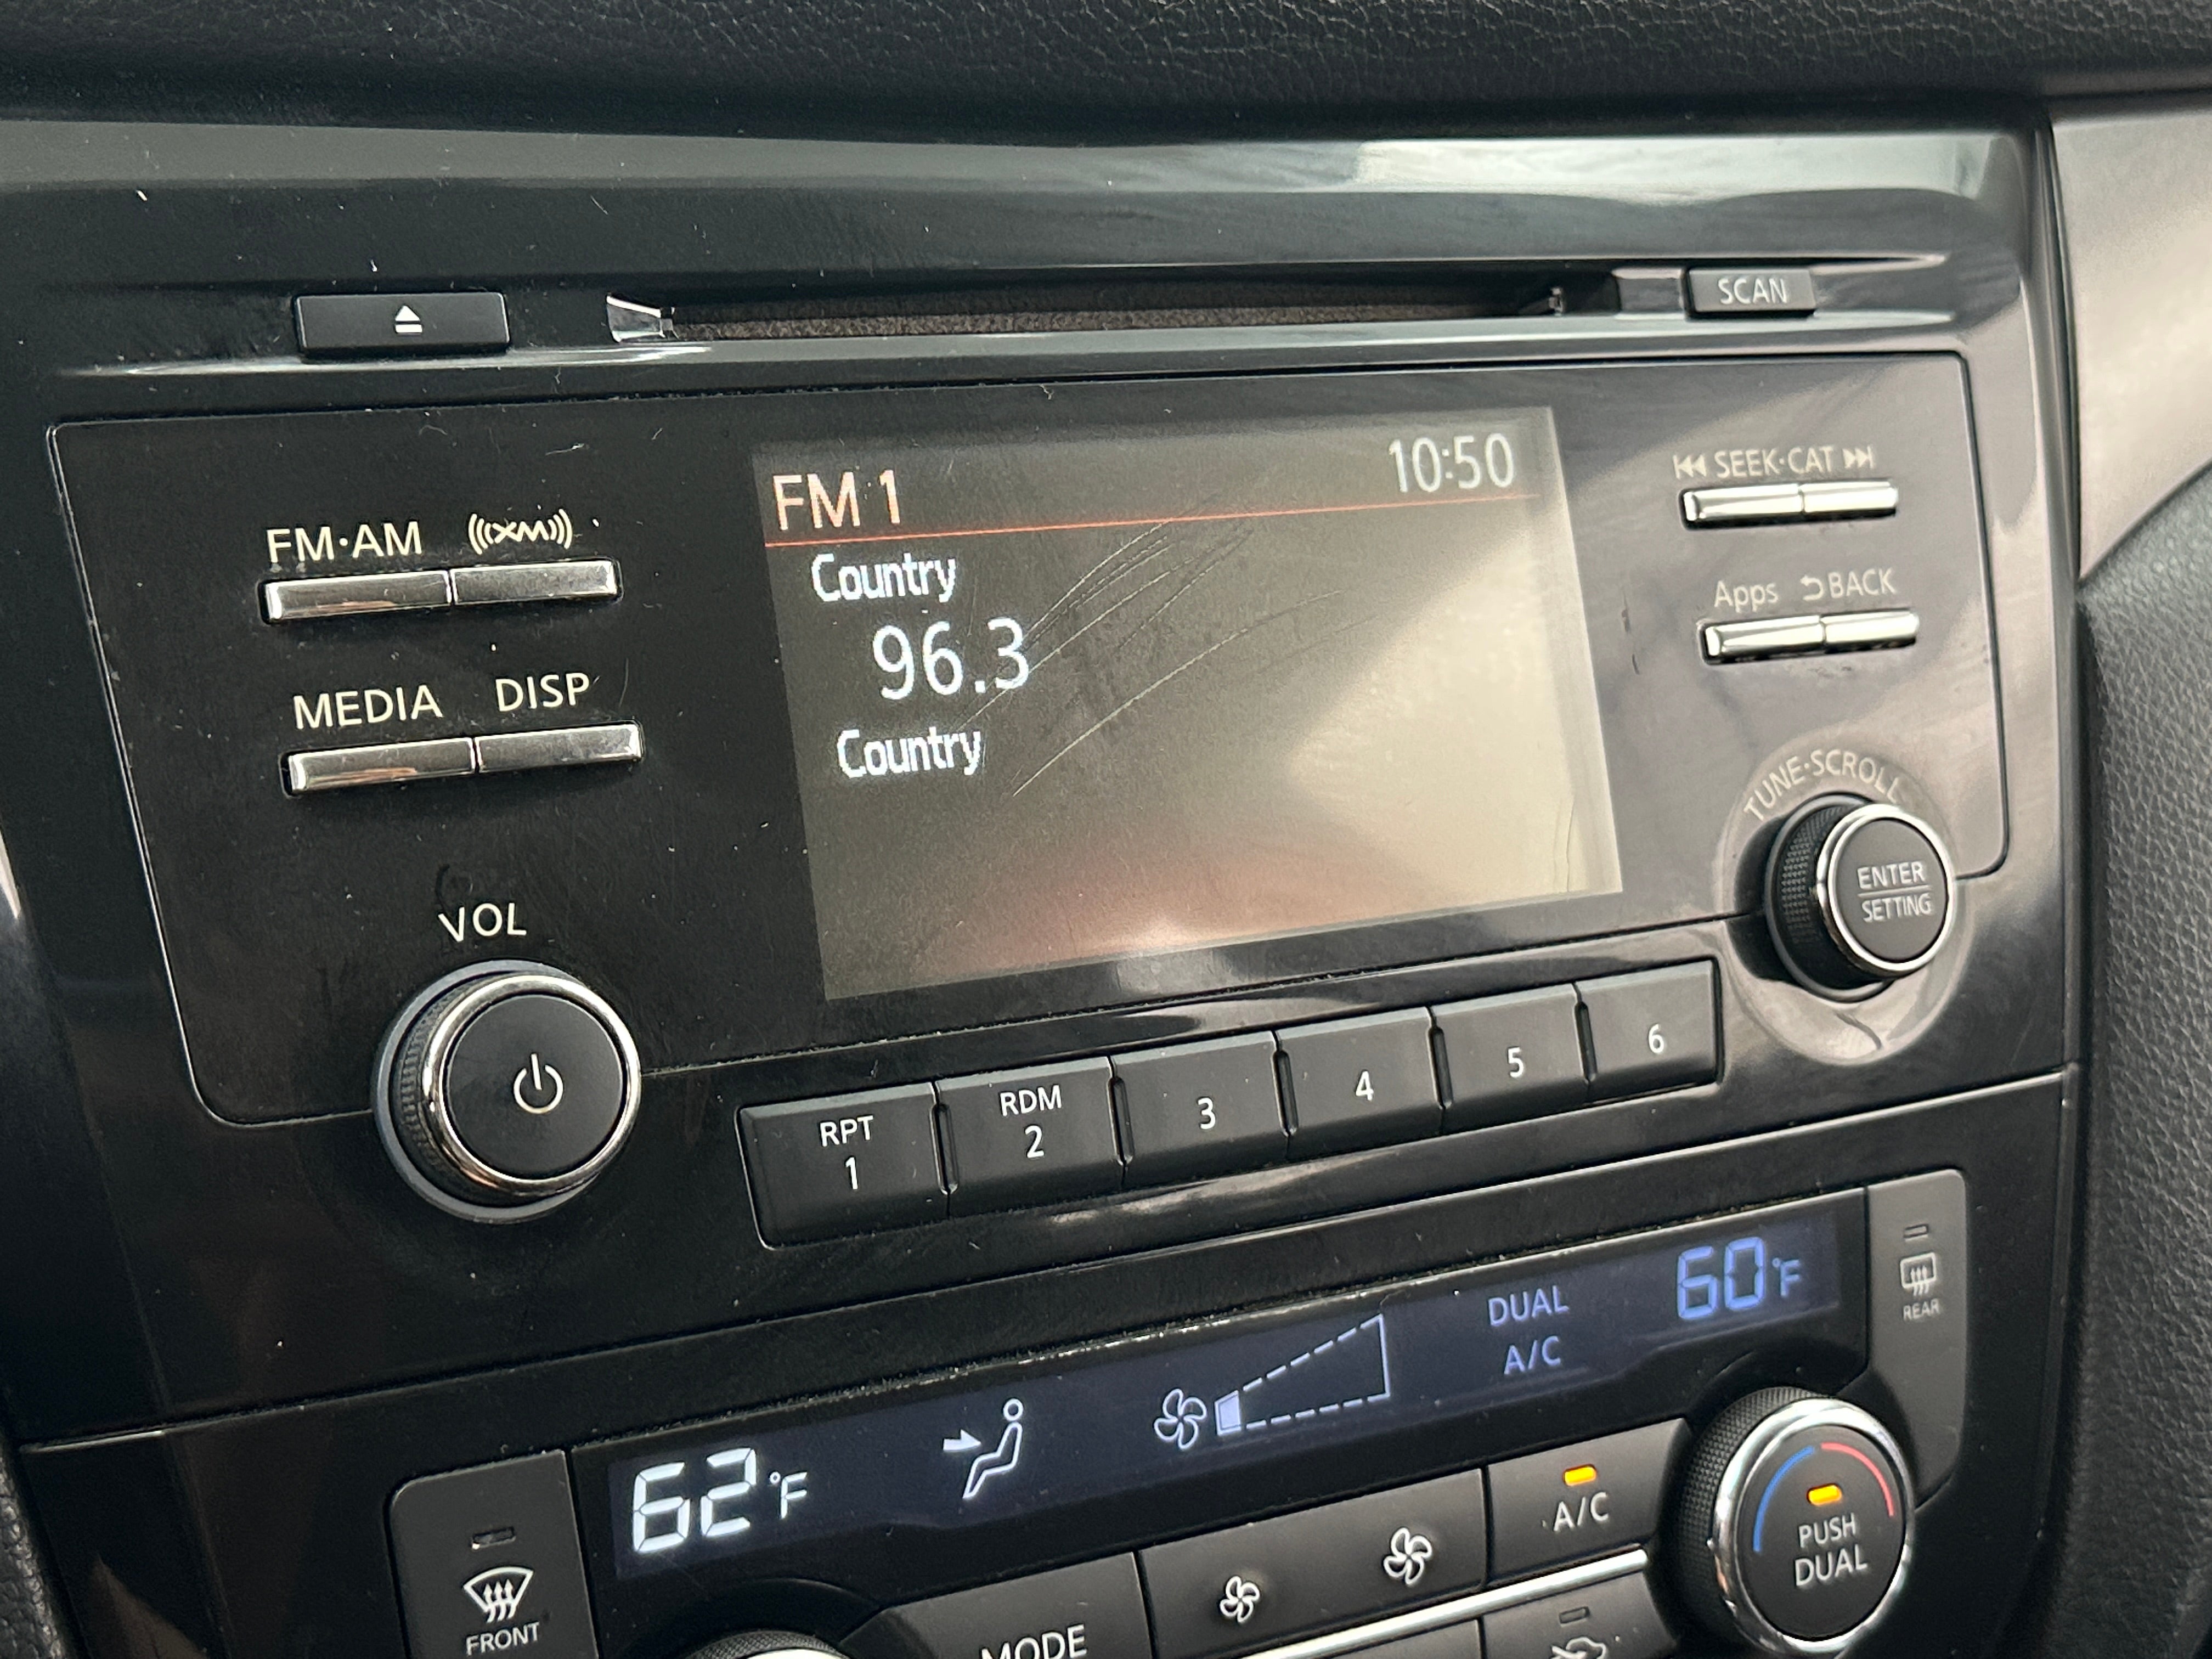 SCAN
FM 1 10:50
SEEK·CAT
FM·AM ((XM))
Country
Apps BACK
96.3
MEDIA DISP
Country
TUNE·SCROLL
ENTER
SETTING
VOL
RPT
1
RDM
2
3
4
5
6
60°F
DUAL
A/C
REAR
62°F
A/C
PUSH
DUAL
FRONT
MODE